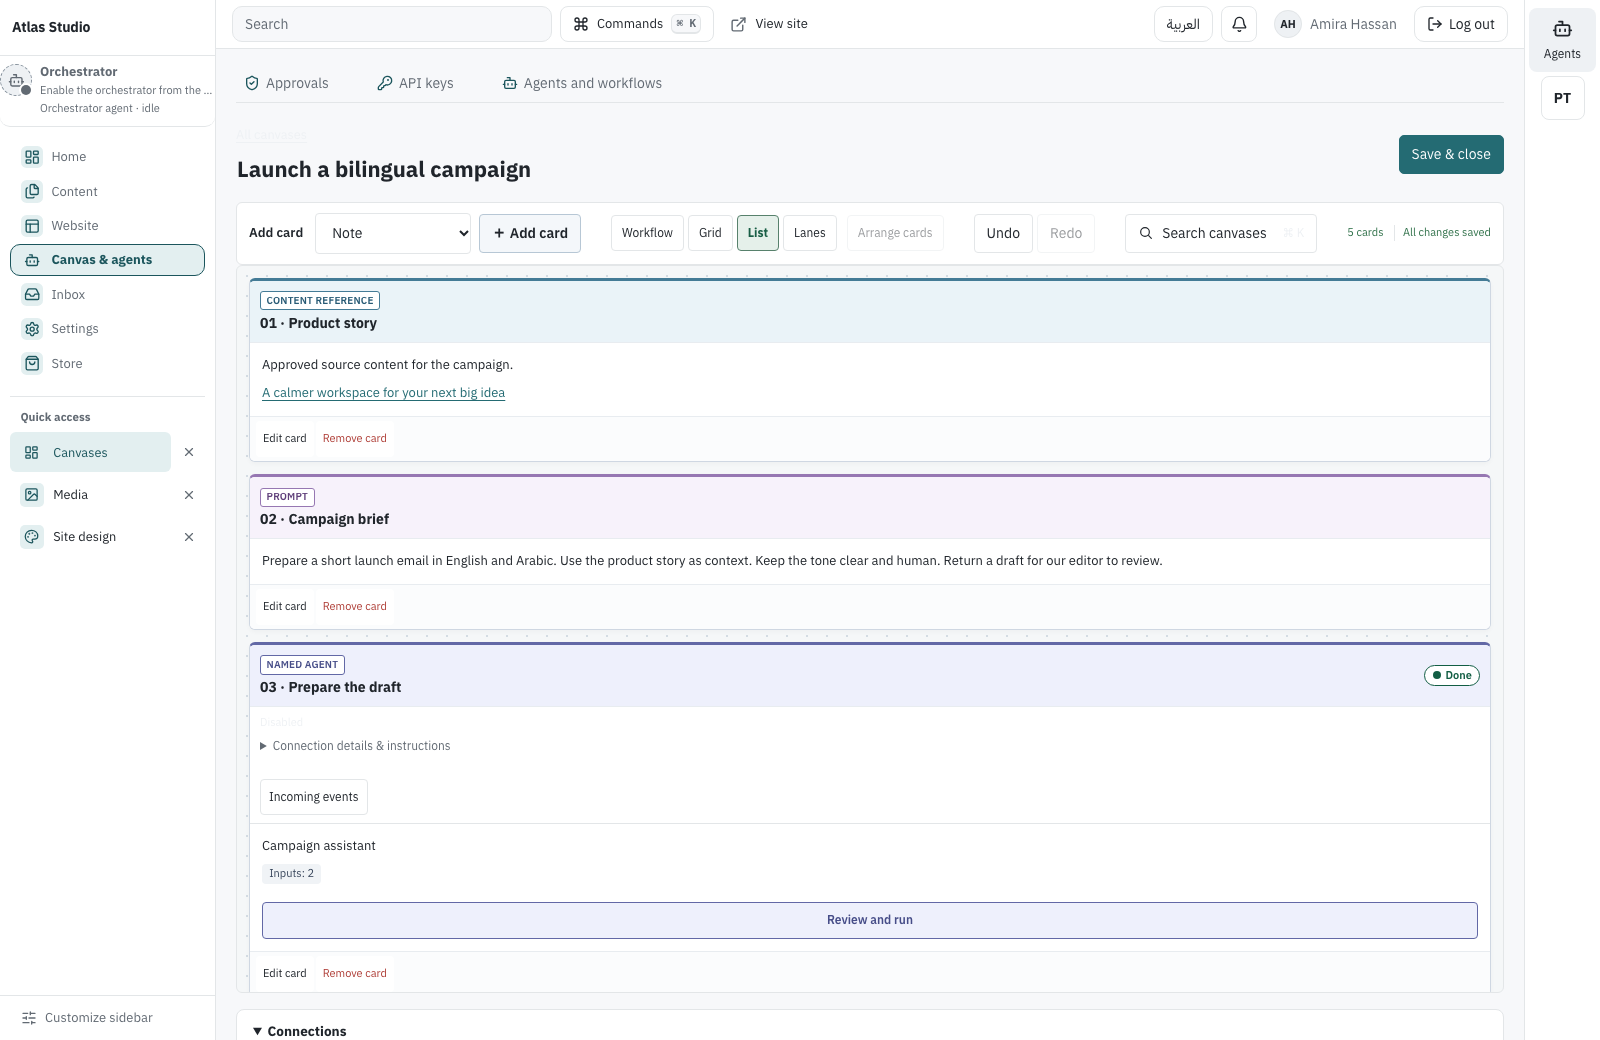 Atlas Studio
Search
Commands ⌘ K
View site
العربية
AH Amira Hassan
Log out
Agents
PT
Orchestrator
Enable the orchestrator from the ...
Orchestrator agent · idle
Home
Content
Website
Canvas & agents
Inbox
Settings
Store
Quick access
Canvases
Media
Site design
Customize sidebar
Approvals
API keys
Agents and workflows
All canvases
Launch a bilingual campaign
Save & close
Add card
Note
+ Add card
Workflow
Grid
List
Lanes
Arrange cards
Undo
Redo
Search canvases ⌘ K
5 cards
All changes saved
CONTENT REFERENCE
01 · Product story
Approved source content for the campaign.
A calmer workspace for your next big idea
Edit card
Remove card
PROMPT
02 · Campaign brief
Prepare a short launch email in English and Arabic. Use the product story as context. Keep the tone clear and human. Return a draft for our editor to review.
Edit card
Remove card
NAMED AGENT
03 · Prepare the draft
Done
Disabled
Connection details & instructions
Incoming events
Campaign assistant
Inputs: 2
Review and run
Edit card
Remove card
Connections